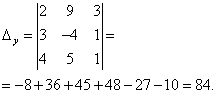 Δy = |2 9 3|
|3 −4 1| =
|4 5 1|
= −8+36+45+48−27−10 = 84.